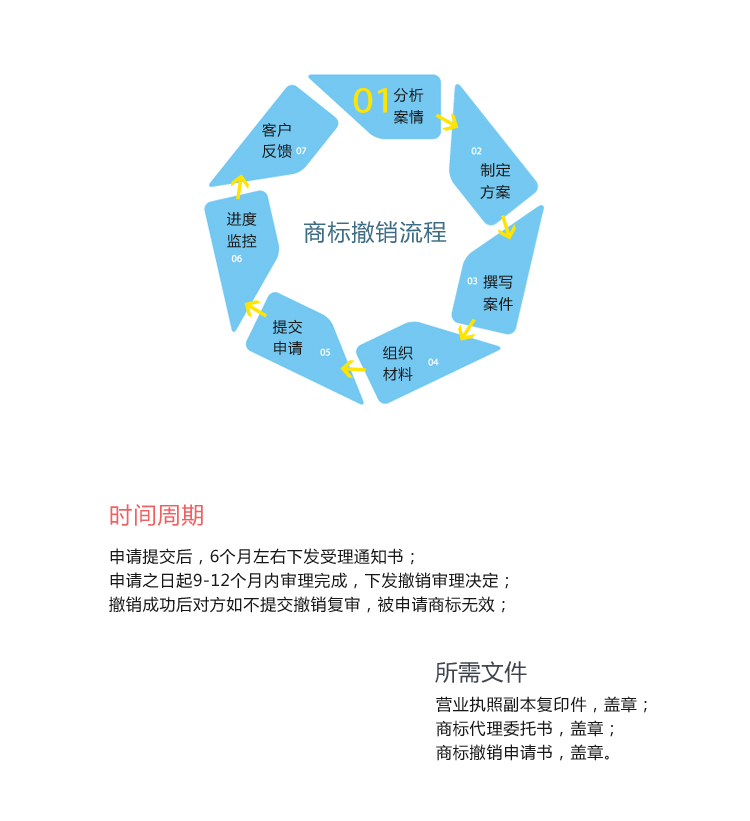 01 分析
案情
02
制定
方案
03 撰写
案件
组织
材料 04
提交
申请 05
进度
监控
06
客户
反馈 07
商标撤销流程
时间周期
申请提交后，6个月左右下发受理通知书；
申请之日起9-12个月内审理完成，下发撤销审理决定；
撤销成功后对方如不提交撤销复审，被申请商标无效；
所需文件
营业执照副本复印件，盖章；
商标代理委托书，盖章；
商标撤销申请书，盖章。